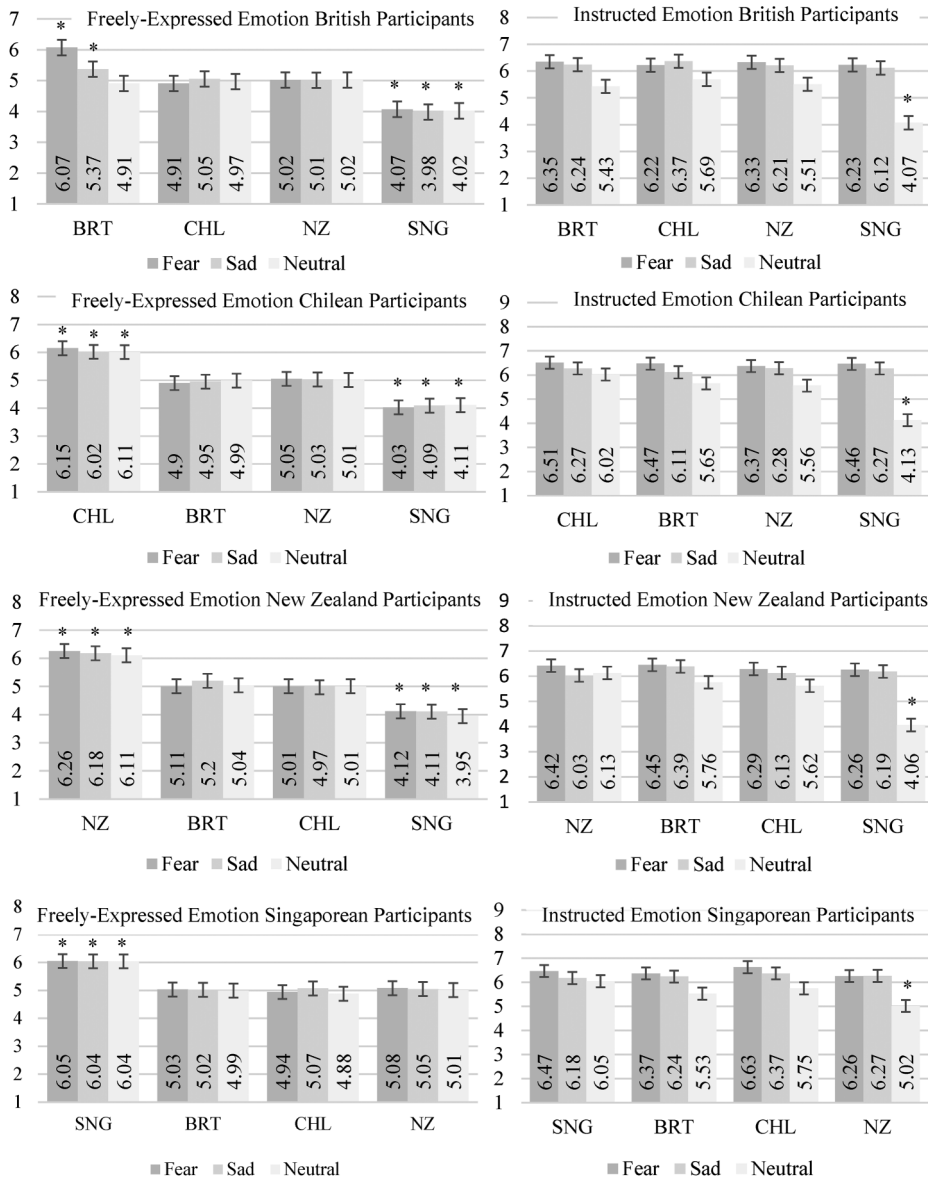 Freely-Expressed Emotion British Participants
7
6
5
4
3
2
1
* *
* * *
6.07 5.37 4.91 4.91 5.05 4.97 5.02 5.01 5.02 4.07 3.98 4.02
BRT CHL NZ SNG
Fear Sad Neutral
Instructed Emotion British Participants
8
7
6
5
4
3
2
1
*
6.35 6.24 5.43 6.22 6.37 5.69 6.33 6.21 5.51 6.23 6.12 4.07
BRT CHL NZ SNG
Fear Sad Neutral
Freely-Expressed Emotion Chilean Participants
8
7
6
5
4
3
2
1
* * *
* * *
6.15 6.02 6.11 4.9 4.95 4.99 5.05 5.03 5.01 4.03 4.09 4.11
CHL BRT NZ SNG
Fear Sad Neutral
Instructed Emotion Chilean Participants
9
8
7
6
5
4
3
2
1
*
6.51 6.27 6.02 6.47 6.11 5.65 6.37 6.28 5.56 6.46 6.27 4.13
CHL BRT NZ SNG
Fear Sad Neutral
Freely-Expressed Emotion New Zealand Participants
8
7
6
5
4
3
2
1
* * *
* * *
6.26 6.18 6.11 5.11 5.2 5.04 5.01 4.97 5.01 4.12 4.11 3.95
NZ BRT CHL SNG
Fear Sad Neutral
Instructed Emotion New Zealand Participants
9
8
7
6
5
4
3
2
1
*
6.42 6.03 6.13 6.45 6.39 5.76 6.29 6.13 5.62 6.26 6.19 4.06
NZ BRT CHL SNG
Fear Sad Neutral
Freely-Expressed Emotion Singaporean Participants
8
7
6
5
4
3
2
1
* * *
6.05 6.04 6.04 5.03 5.02 4.99 4.94 5.07 4.88 5.08 5.05 5.01
SNG BRT CHL NZ
Fear Sad Neutral
Instructed Emotion Singaporean Participants
9
8
7
6
5
4
3
2
1
*
6.47 6.18 6.05 6.37 6.24 5.53 6.63 6.37 5.75 6.26 6.27 5.02
SNG BRT CHL NZ
Fear Sad Neutral